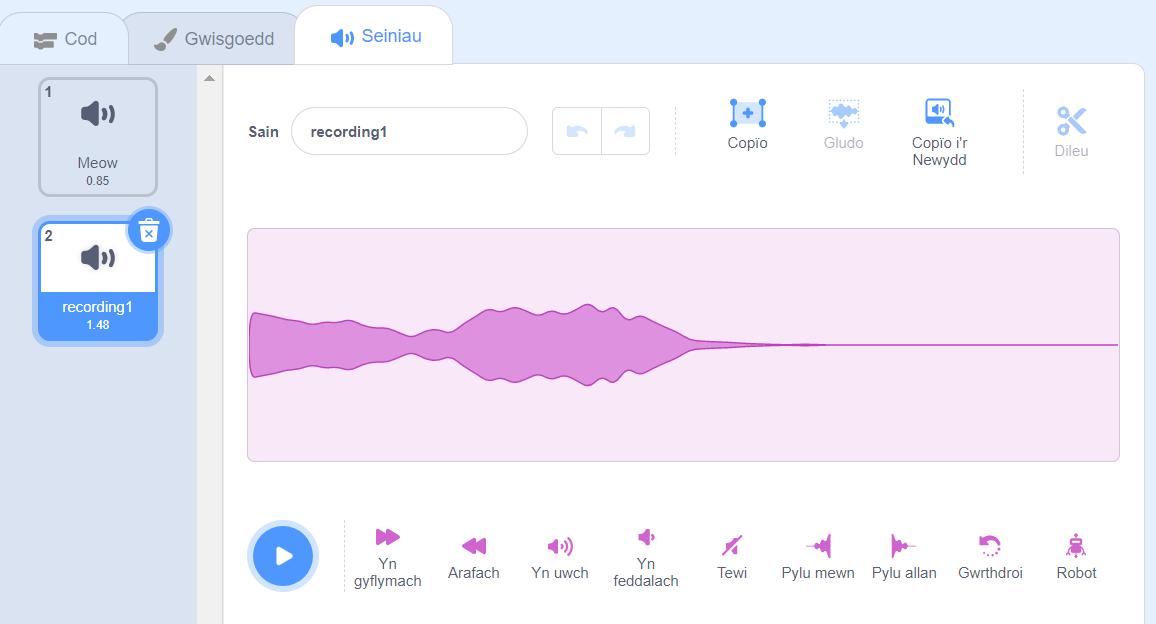 Cod
Gwisgoedd
Seiniau
1
Meow
0.85
2
recording1
1.48
Sain
recording1
Copïo
Gludo
Copïo i'r
Newydd
Dileu
Yn
gyflymach
Arafach
Yn uwch
Yn
feddalach
Tewi
Pylu mewn
Pylu allan
Gwrthdroi
Robot